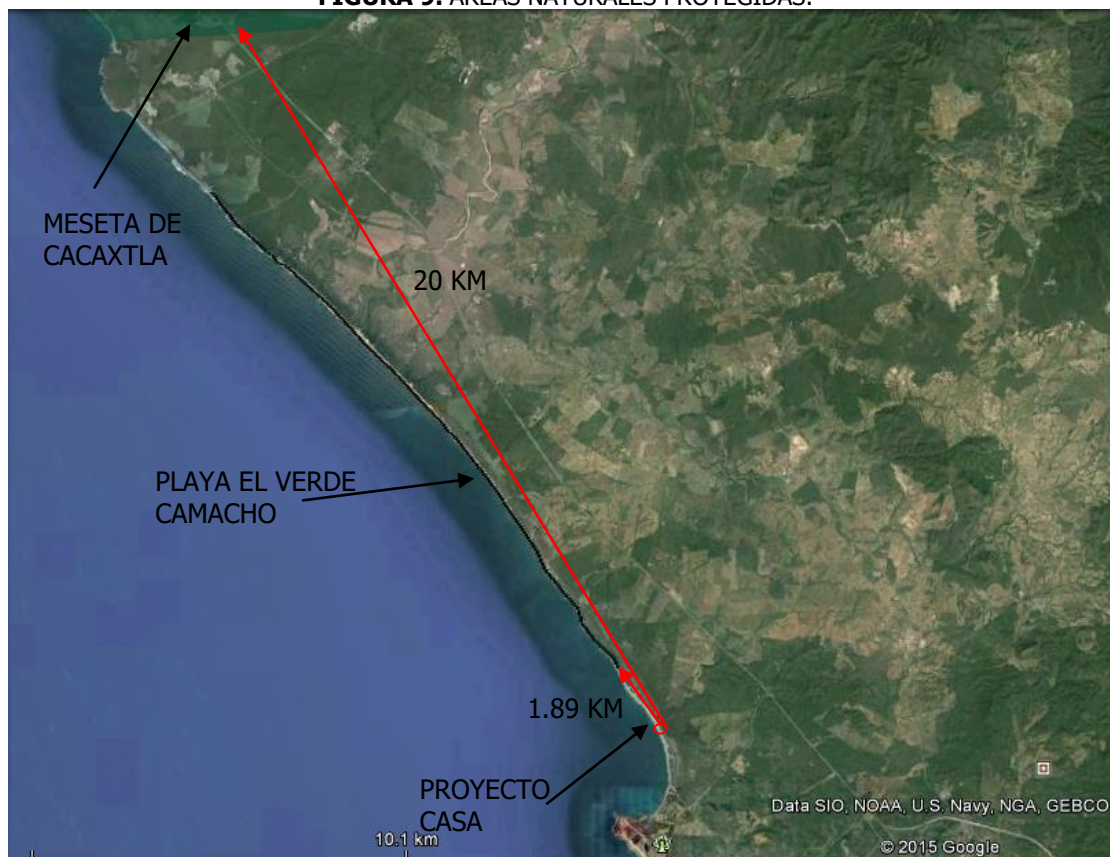 FIGURA 9. ÁREAS NATURALES PROTEGIDAS.
MESETA DE
CACAXTLA
20 KM
PLAYA EL VERDE
CAMACHO
1.89 KM
PROYECTO
CASA
10.1 km
Data SIO, NOAA, U.S. Navy, NGA, GEBCO
© 2015 Google